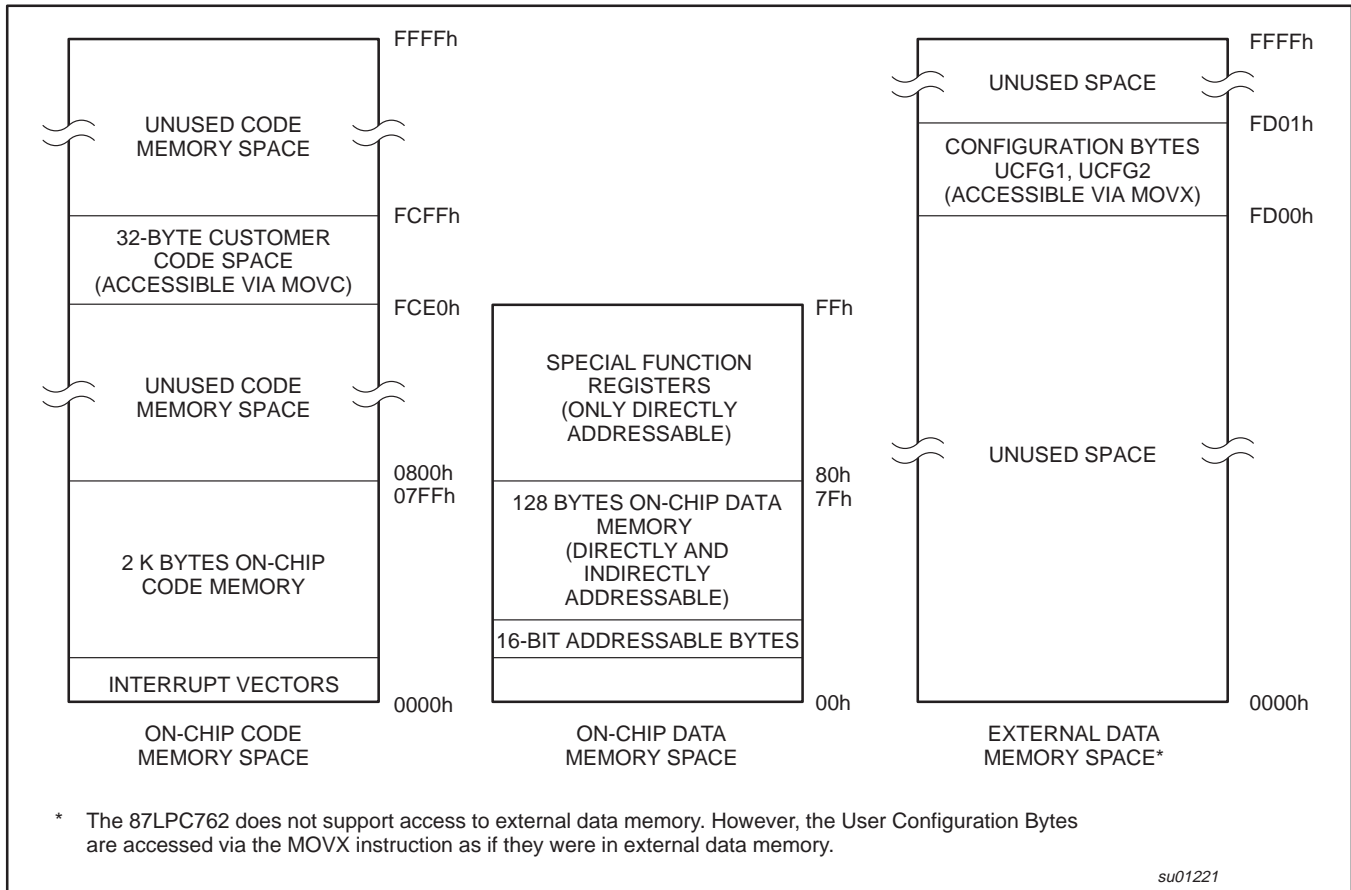 FFFFh
UNUSED CODE
MEMORY SPACE
FCFFh
32-BYTE CUSTOMER
CODE SPACE
(ACCESSIBLE VIA MOVC)
FCE0h
UNUSED CODE
MEMORY SPACE
0800h
07FFh
2 K BYTES ON-CHIP
CODE MEMORY
INTERRUPT VECTORS
0000h
ON-CHIP CODE
MEMORY SPACE
FFh
SPECIAL FUNCTION
REGISTERS
(ONLY DIRECTLY
ADDRESSABLE)
80h
7Fh
128 BYTES ON-CHIP DATA
MEMORY
(DIRECTLY AND
INDIRECTLY
ADDRESSABLE)
16-BIT ADDRESSABLE BYTES
00h
ON-CHIP DATA
MEMORY SPACE
FFFFh
UNUSED SPACE
FD01h
CONFIGURATION BYTES
UCFG1, UCFG2
(ACCESSIBLE VIA MOVX)
FD00h
UNUSED SPACE
0000h
EXTERNAL DATA
MEMORY SPACE*
* The 87LPC762 does not support access to external data memory. However, the User Configuration Bytes
are accessed via the MOVX instruction as if they were in external data memory.
su01221